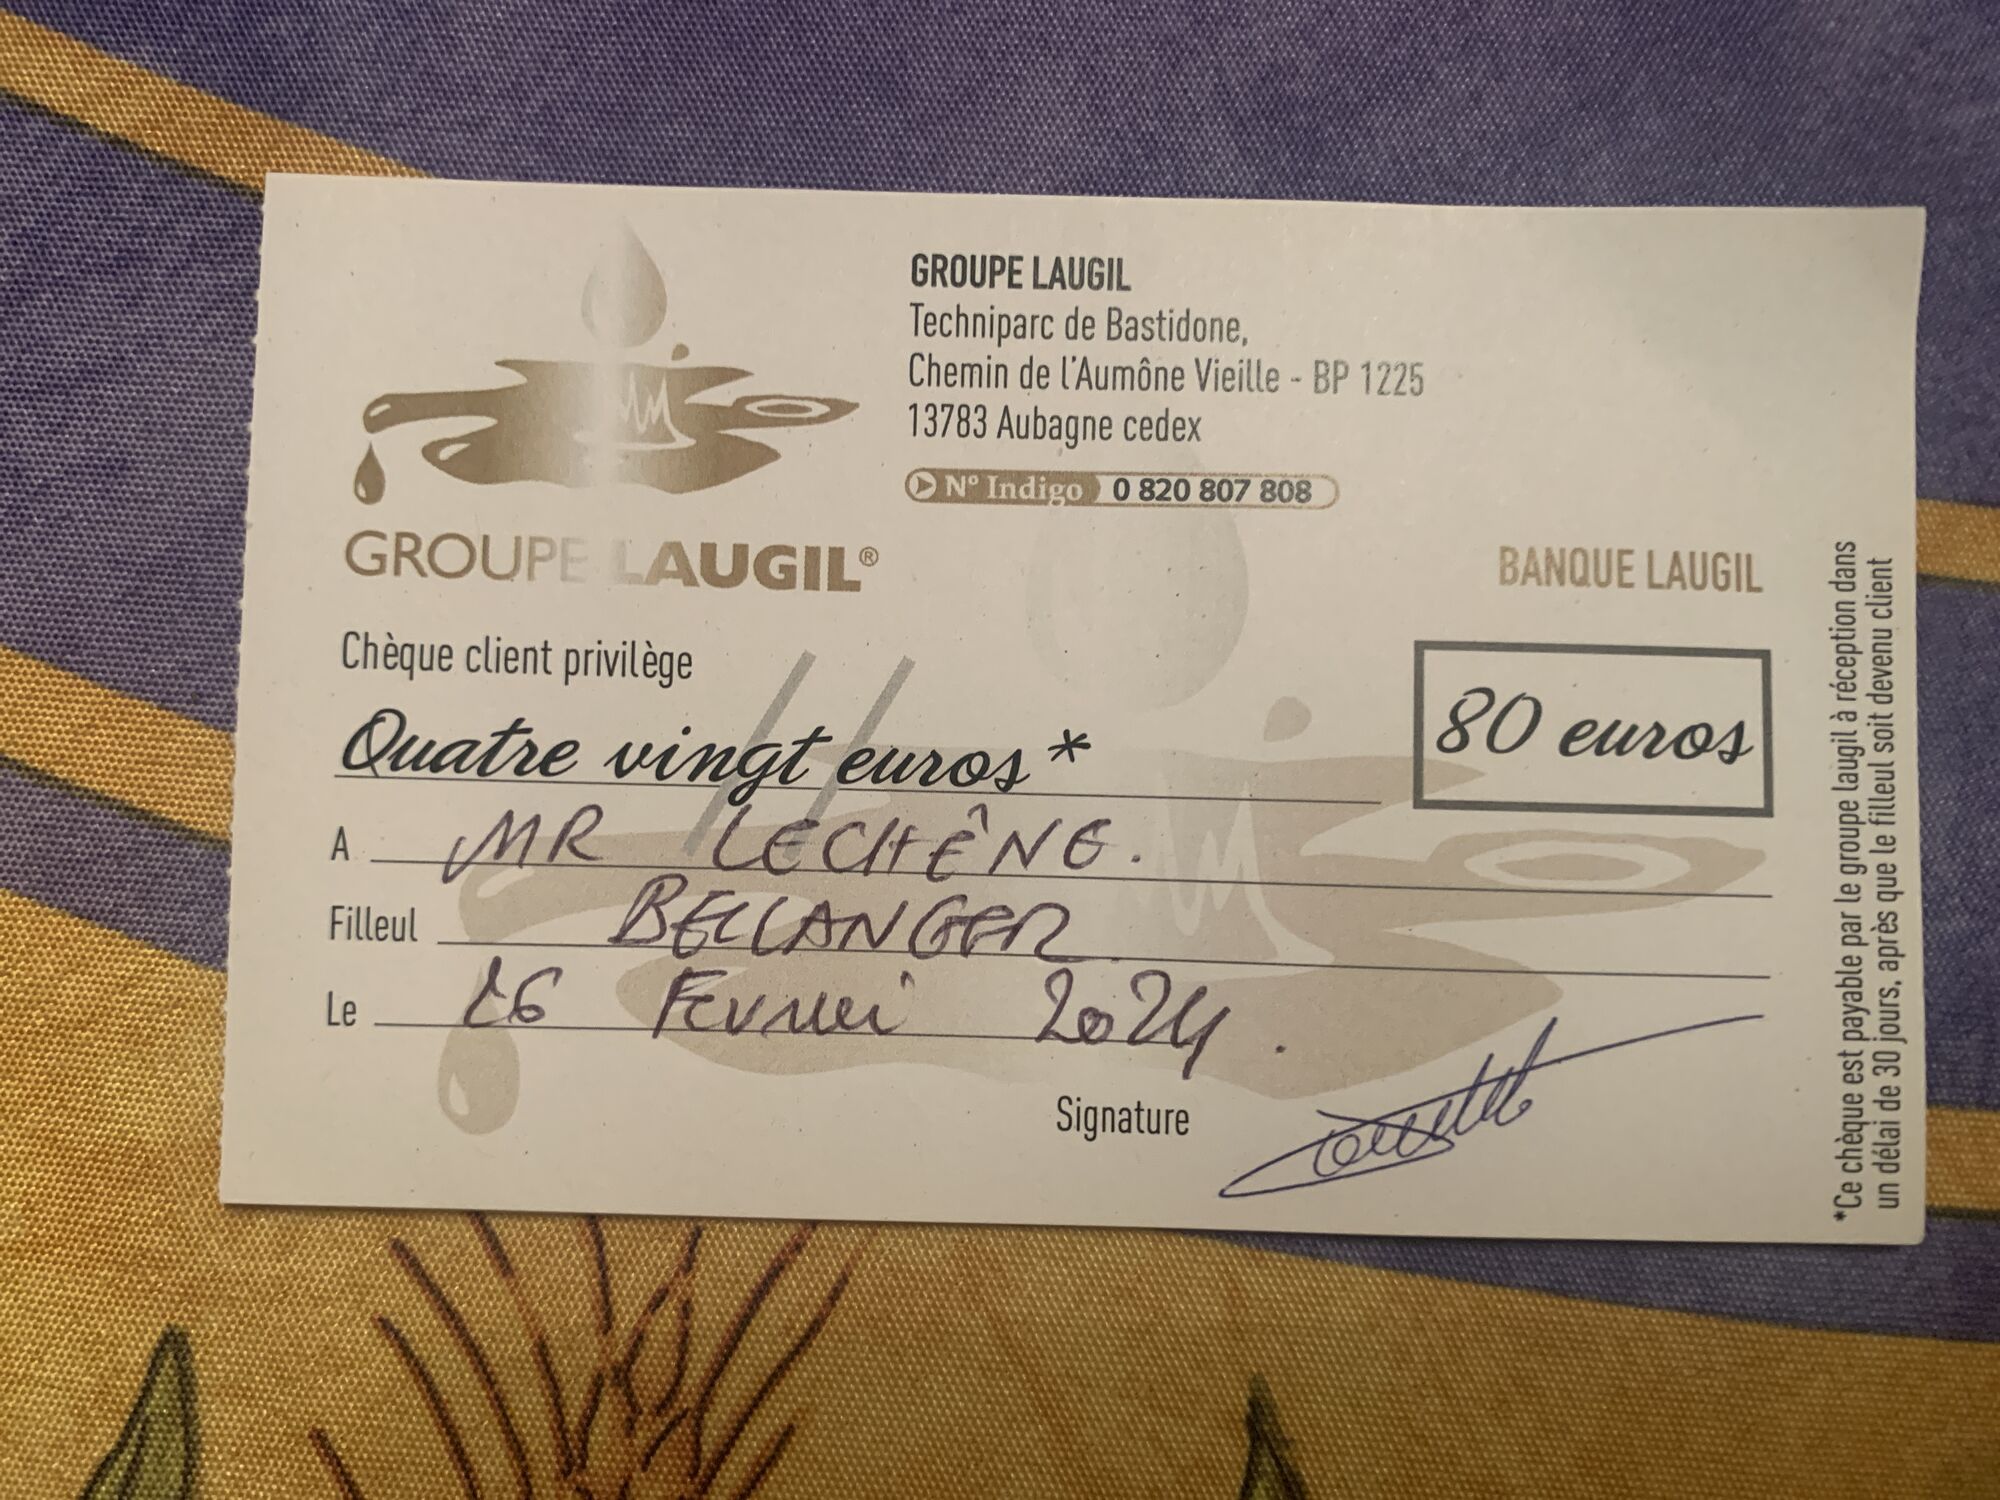 GROUPE LAUGIL
Techniparc de Bastidone,
Chemin de l'Aumône Vieille - BP 1225
13783 Aubagne cedex
N° Indigo 0 820 807 808
GROUPE LAUGIL®
BANQUE LAUGIL
Chèque client privilège
Quatre vingt euros *
80 euros
A MR LECHÊNE.
Filleul BELLANGER
Le 26 Fevrier 2024.
Signature
*Ce chèque est payable par le groupe laugil à réception dans
un délai de 30 jours, après que le filleul soit devenu client